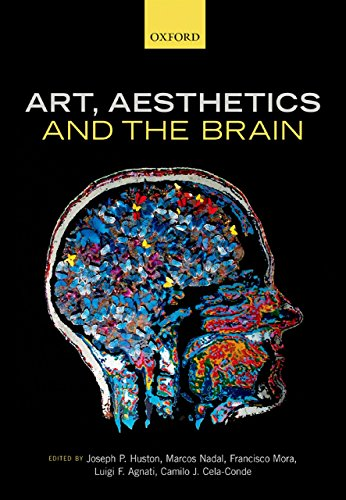 OXFORD
ART, AESTHETICS
AND THE BRAIN
EDITED BY Joseph P. Huston, Marcos Nadal, Francisco Mora,
Luigi F. Agnati, Camilo J. Cela-Conde